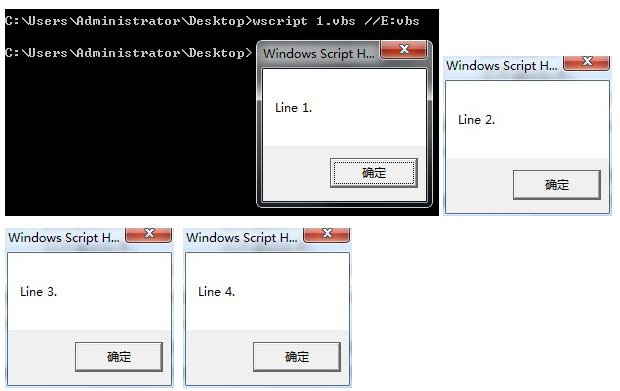 C:\Users\Administrator\Desktop>wscript 1.vbs //E:vbs
C:\Users\Administrator\Desktop>
Windows Script H...
Line 1.
确定
Windows Script H...
Line 2.
确定
Windows Script H...
Line 3.
确定
Windows Script H...
Line 4.
确定